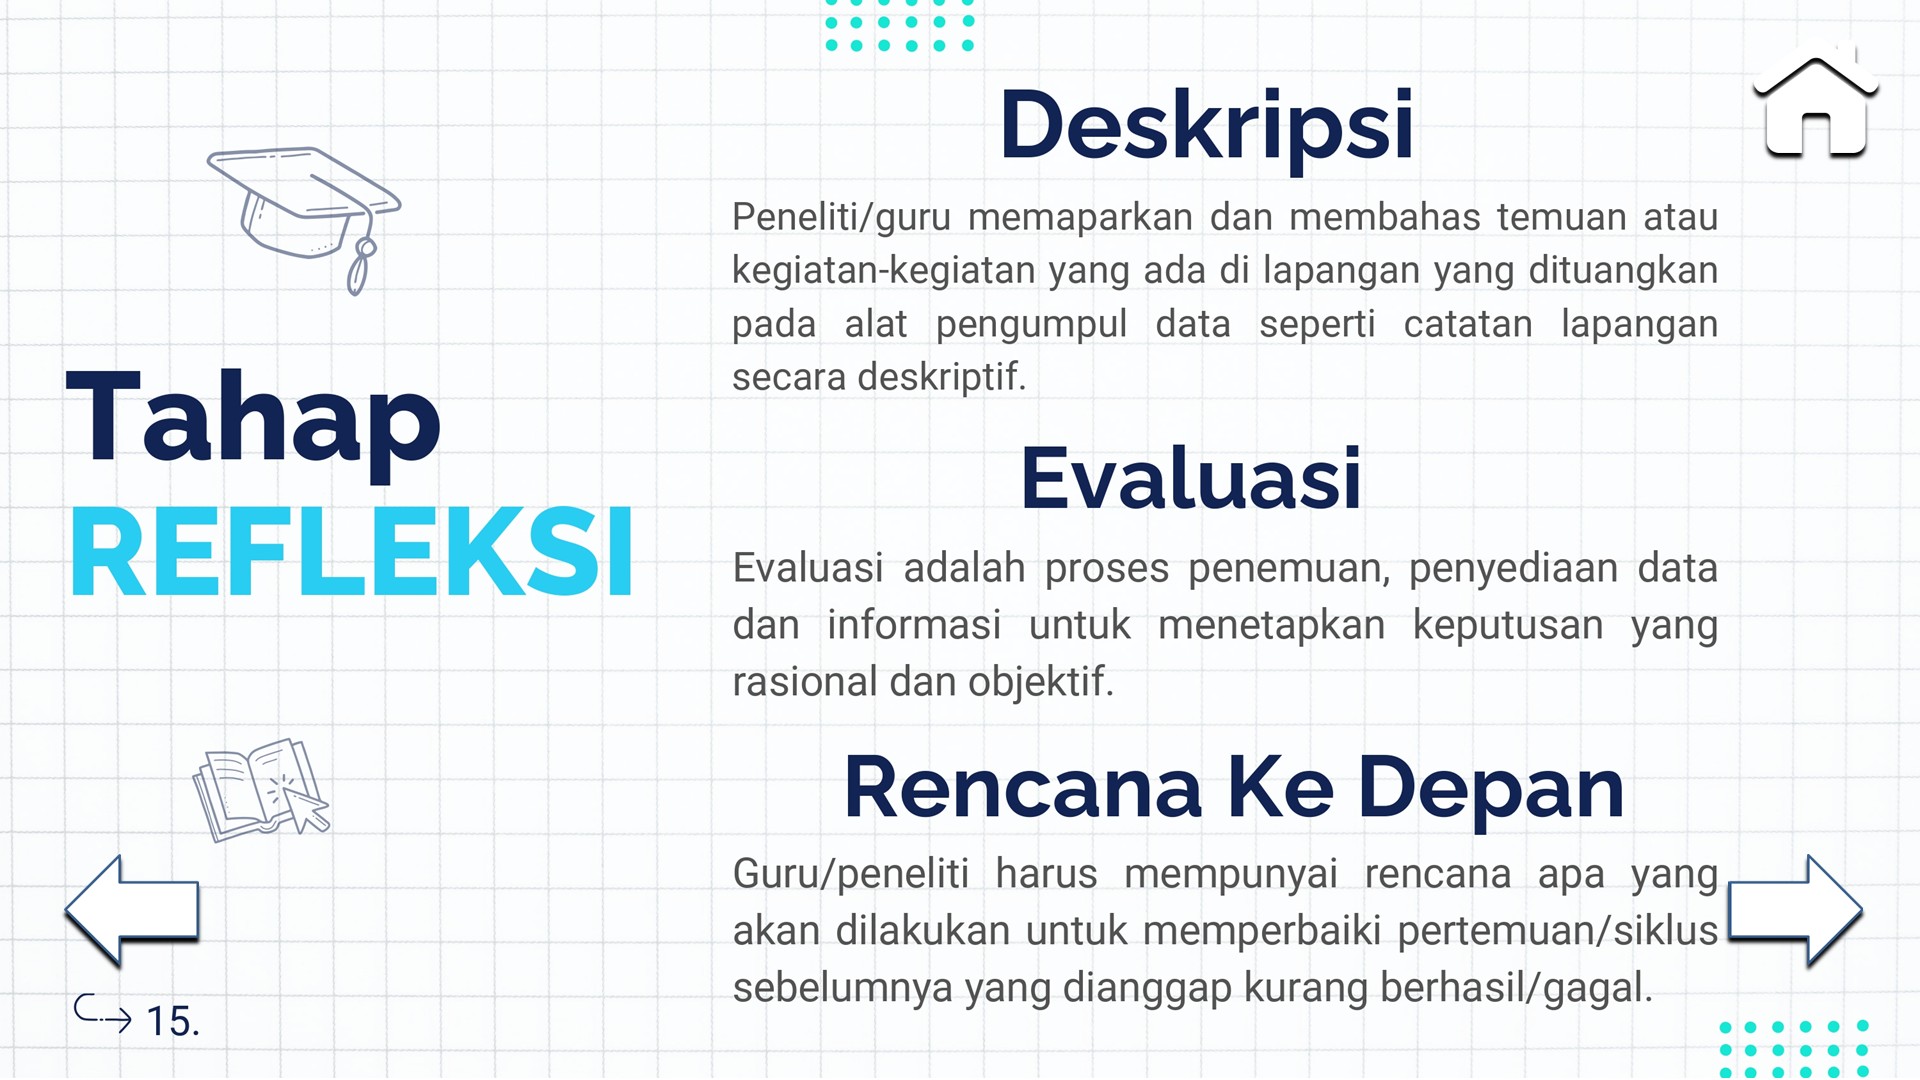 Tahap
REFLEKSI
Deskripsi
Peneliti/guru memaparkan dan membahas temuan atau
kegiatan-kegiatan yang ada di lapangan yang dituangkan
pada alat pengumpul data seperti catatan lapangan
secara deskriptif.
Evaluasi
Evaluasi adalah proses penemuan, penyediaan data
dan informasi untuk menetapkan keputusan yang
rasional dan objektif.
Rencana Ke Depan
Guru/peneliti harus mempunyai rencana apa yang
akan dilakukan untuk memperbaiki pertemuan/siklus
sebelumnya yang dianggap kurang berhasil/gagal.
15.